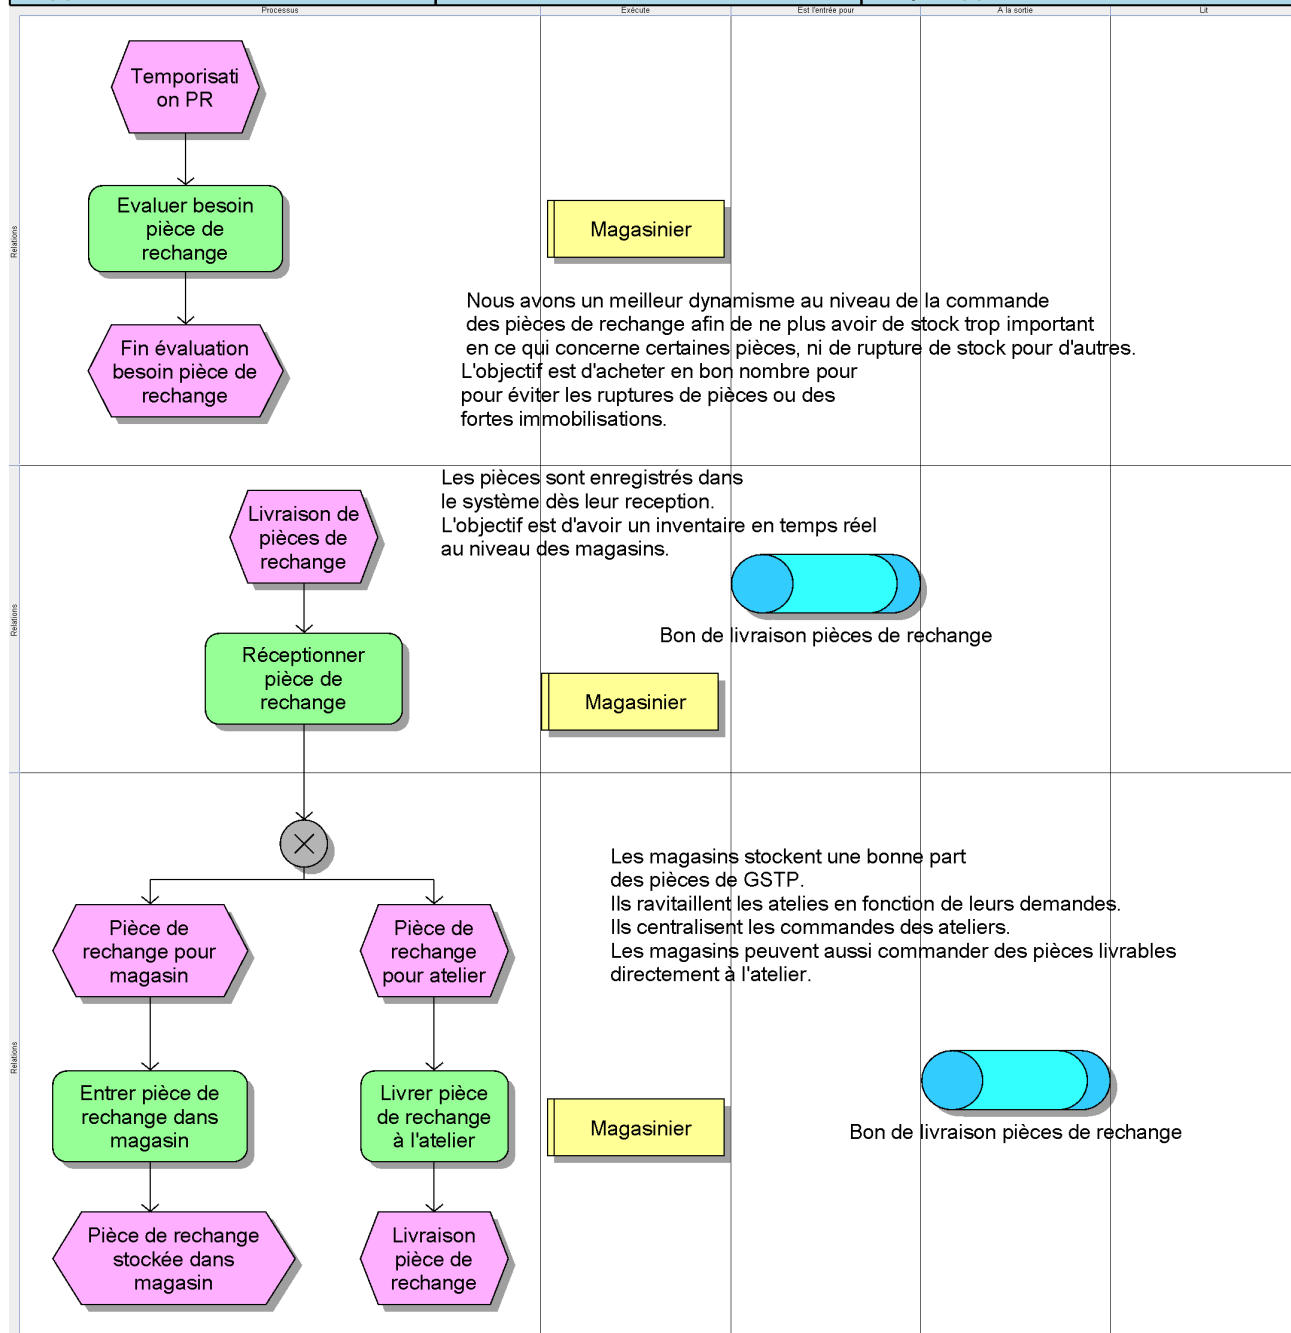 Processus
Exécute
Est l'entrée pour
A la sortie
Lit
Temporisati
on PR
Relations
Evaluer besoin
pièce de
rechange
Magasinier
Nous avons un meilleur dynamisme au niveau de la commande
des pièces de rechange afin de ne plus avoir de stock trop important
en ce qui concerne certaines pièces, ni de rupture de stock pour d'autres.
L'objectif est d'acheter en bon nombre pour
pour éviter les ruptures de pièces ou des
fortes immobilisations.
Fin évaluation
besoin pièce de
rechange
Les pièces sont enregistrés dans
le système dès leur reception.
L'objectif est d'avoir un inventaire en temps réel
au niveau des magasins.
Livraison de
pièces de
rechange
Relations
Bon de livraison pièces de rechange
Réceptionner
pièce de
rechange
Magasinier
Les magasins stockent une bonne part
des pièces de GSTP.
Ils ravitaillent les atelies en fonction de leurs demandes.
Ils centralisent les commandes des ateliers.
Les magasins peuvent aussi commander des pièces livrables
directement à l'atelier.
Pièce de
rechange pour
magasin
Pièce de
rechange
pour atelier
Relations
Entrer pièce de
rechange dans
magasin
Livrer pièce
de rechange
à l'atelier
Magasinier
Bon de livraison pièces de rechange
Pièce de rechange
stockée dans
magasin
Livraison
pièce de
rechange